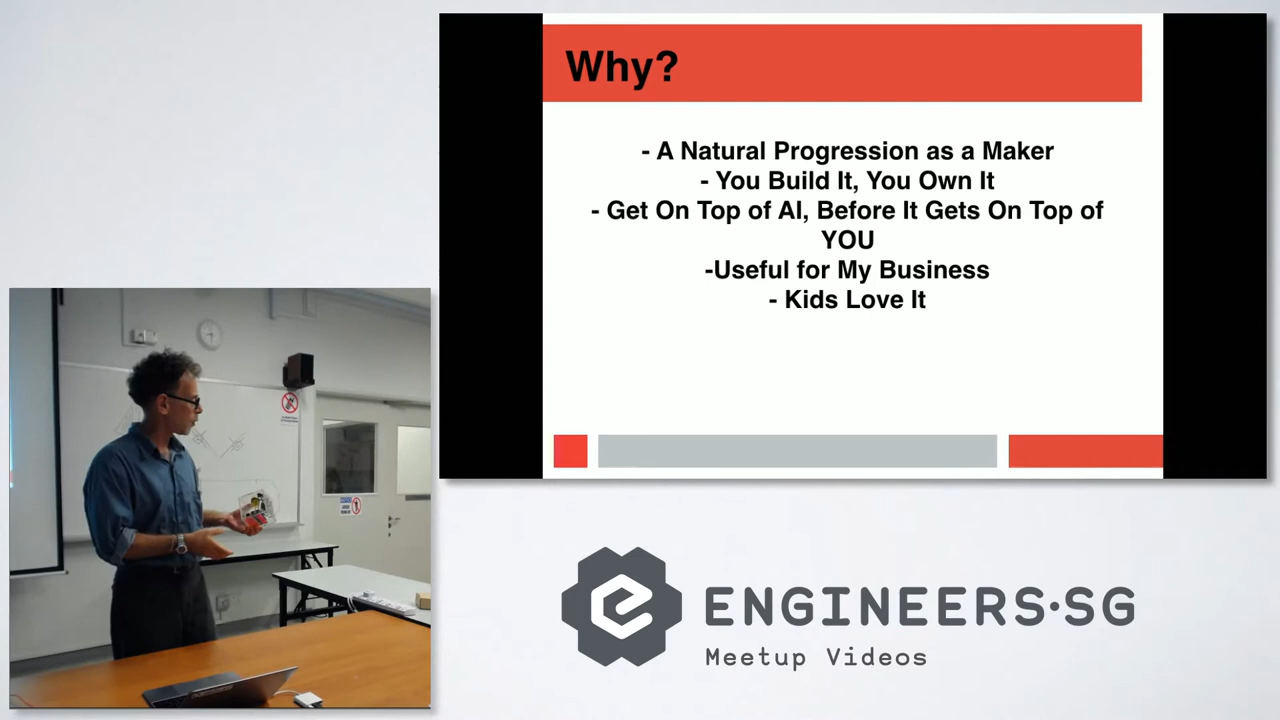 Why?
- A Natural Progression as a Maker
- You Build It, You Own It
- Get On Top of AI, Before It Gets On Top of
YOU
-Useful for My Business
- Kids Love It
ENGINEERS·SG
Meetup Videos